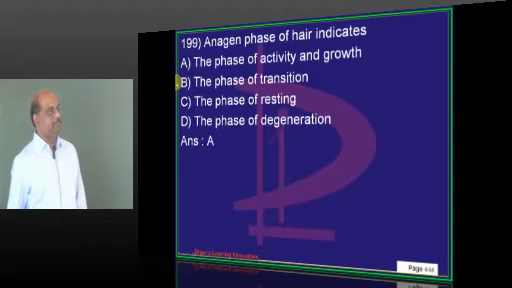 199) Anagen phase of hair indicates
A) The phase of activity and growth
B) The phase of transition
C) The phase of resting
D) The phase of degeneration
Ans : A
Page 646